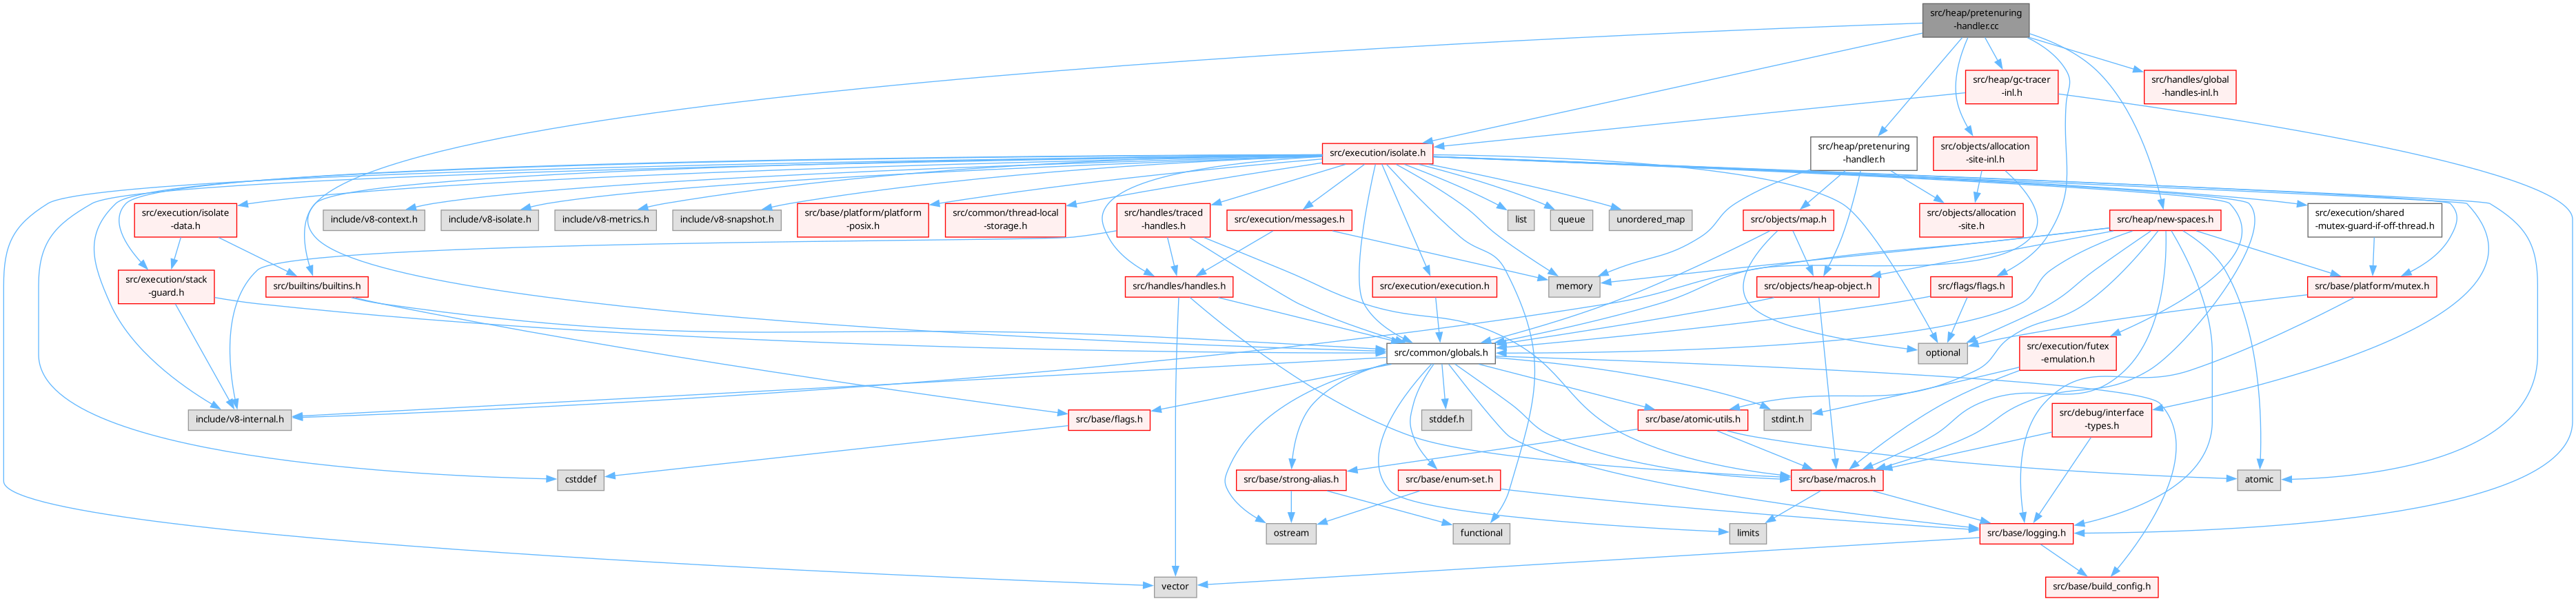 src/heap/pretenuring
-handler.cc
src/heap/gc-tracer
-inl.h
src/handles/global
-handles-inl.h
src/execution/isolate.h
src/heap/pretenuring
-handler.h
src/objects/allocation
-site-inl.h
src/execution/isolate
-data.h
include/v8-context.h
include/v8-isolate.h
include/v8-metrics.h
include/v8-snapshot.h
src/base/platform/platform
-posix.h
src/common/thread-local
-storage.h
src/handles/traced
-handles.h
src/execution/messages.h
list
queue
unordered_map
src/objects/map.h
src/objects/allocation
-site.h
src/heap/new-spaces.h
src/execution/shared
-mutex-guard-if-off-thread.h
src/execution/stack
-guard.h
src/builtins/builtins.h
src/handles/handles.h
src/execution/execution.h
memory
src/objects/heap-object.h
src/flags/flags.h
src/base/platform/mutex.h
src/common/globals.h
optional
src/execution/futex
-emulation.h
include/v8-internal.h
src/base/flags.h
stddef.h
src/base/atomic-utils.h
stdint.h
src/debug/interface
-types.h
cstddef
src/base/strong-alias.h
src/base/enum-set.h
src/base/macros.h
atomic
ostream
functional
limits
src/base/logging.h
vector
src/base/build_config.h